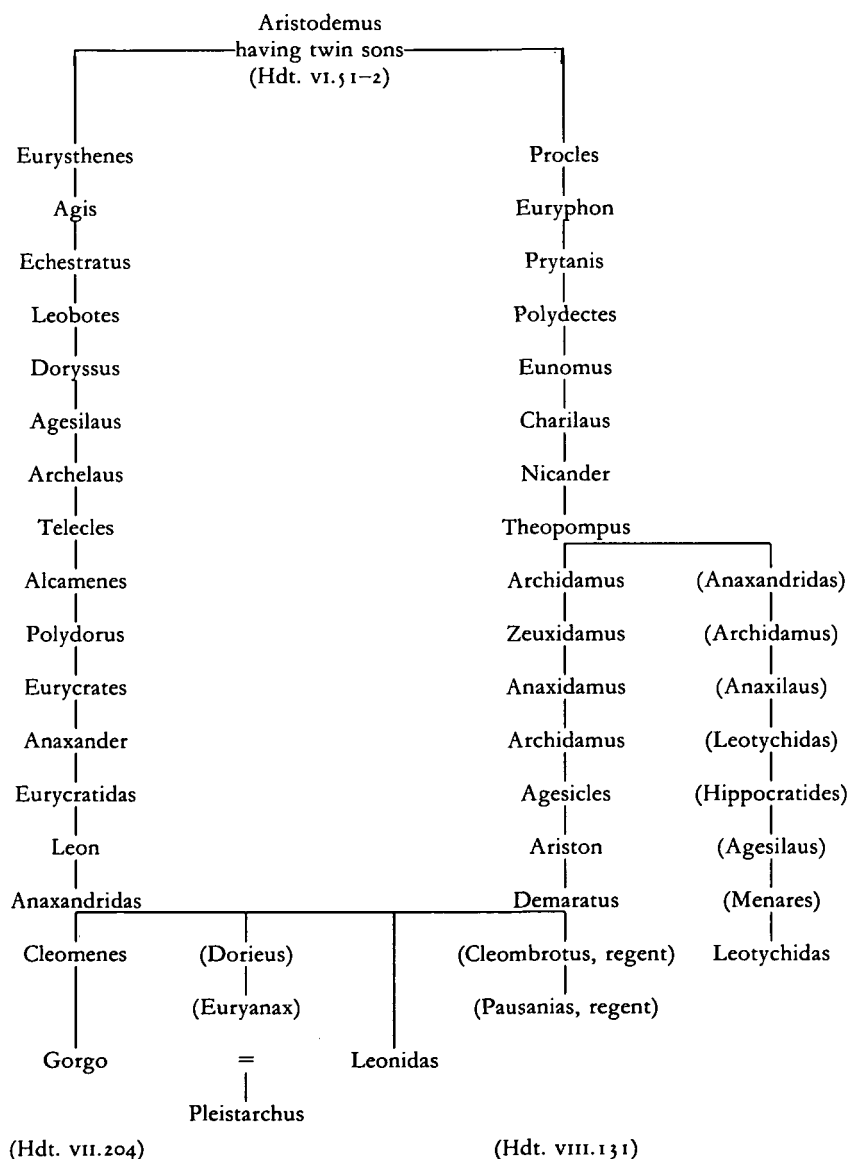 Aristodemus
having twin sons
(Hdt. VI.51–2)
Eurysthenes Procles
Agis Euryphon
Echestratus Prytanis
Leobotes Polydectes
Doryssus Eunomus
Agesilaus Charilaus
Archelaus Nicander
Telecles Theopompus
Alcamenes Archidamus (Anaxandridas)
Polydorus Zeuxidamus (Archidamus)
Eurycrates Anaxidamus (Anaxilaus)
Anaxander Archidamus (Leotychidas)
Eurycratidas Agesicles (Hippocratides)
Leon Ariston (Agesilaus)
Anaxandridas Demaratus (Menares)
Cleomenes (Dorieus) (Cleombrotus, regent) Leotychidas
(Euryanax) (Pausanias, regent)
Gorgo = Leonidas
Pleistarchus
(Hdt. VII.204) (Hdt. VIII.131)